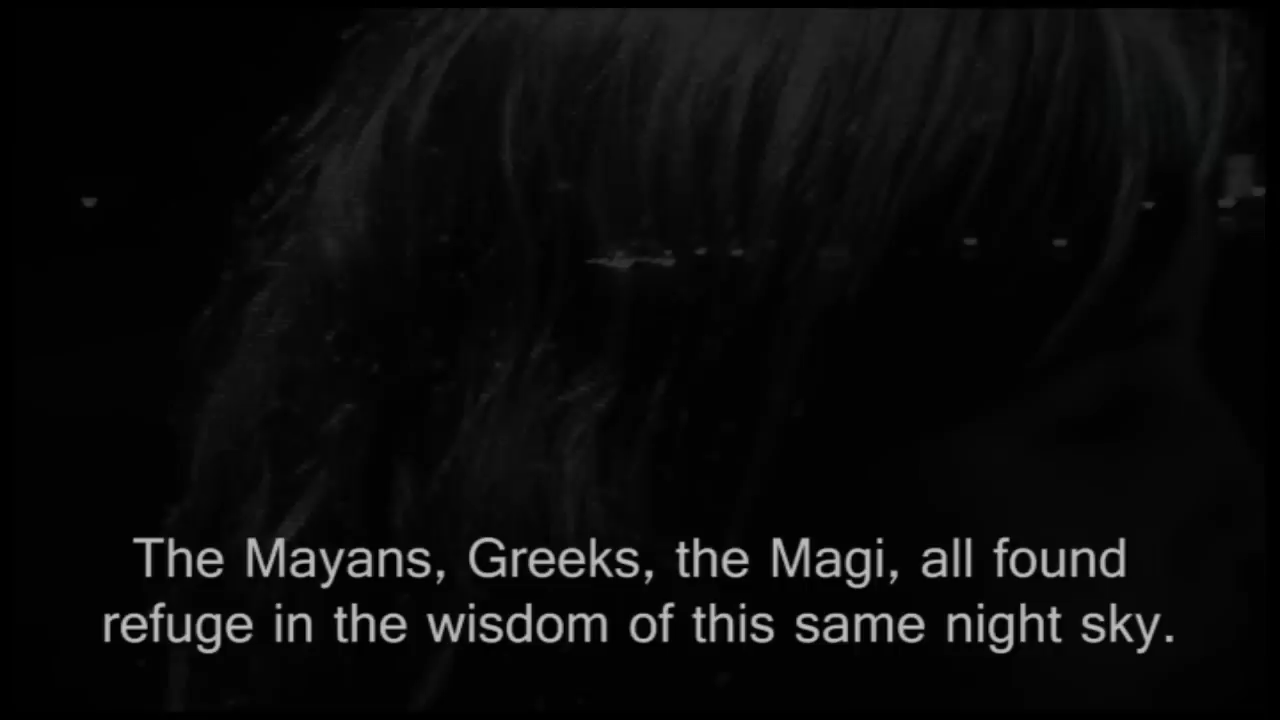 The Mayans, Greeks, the Magi, all found
refuge in the wisdom of this same night sky.